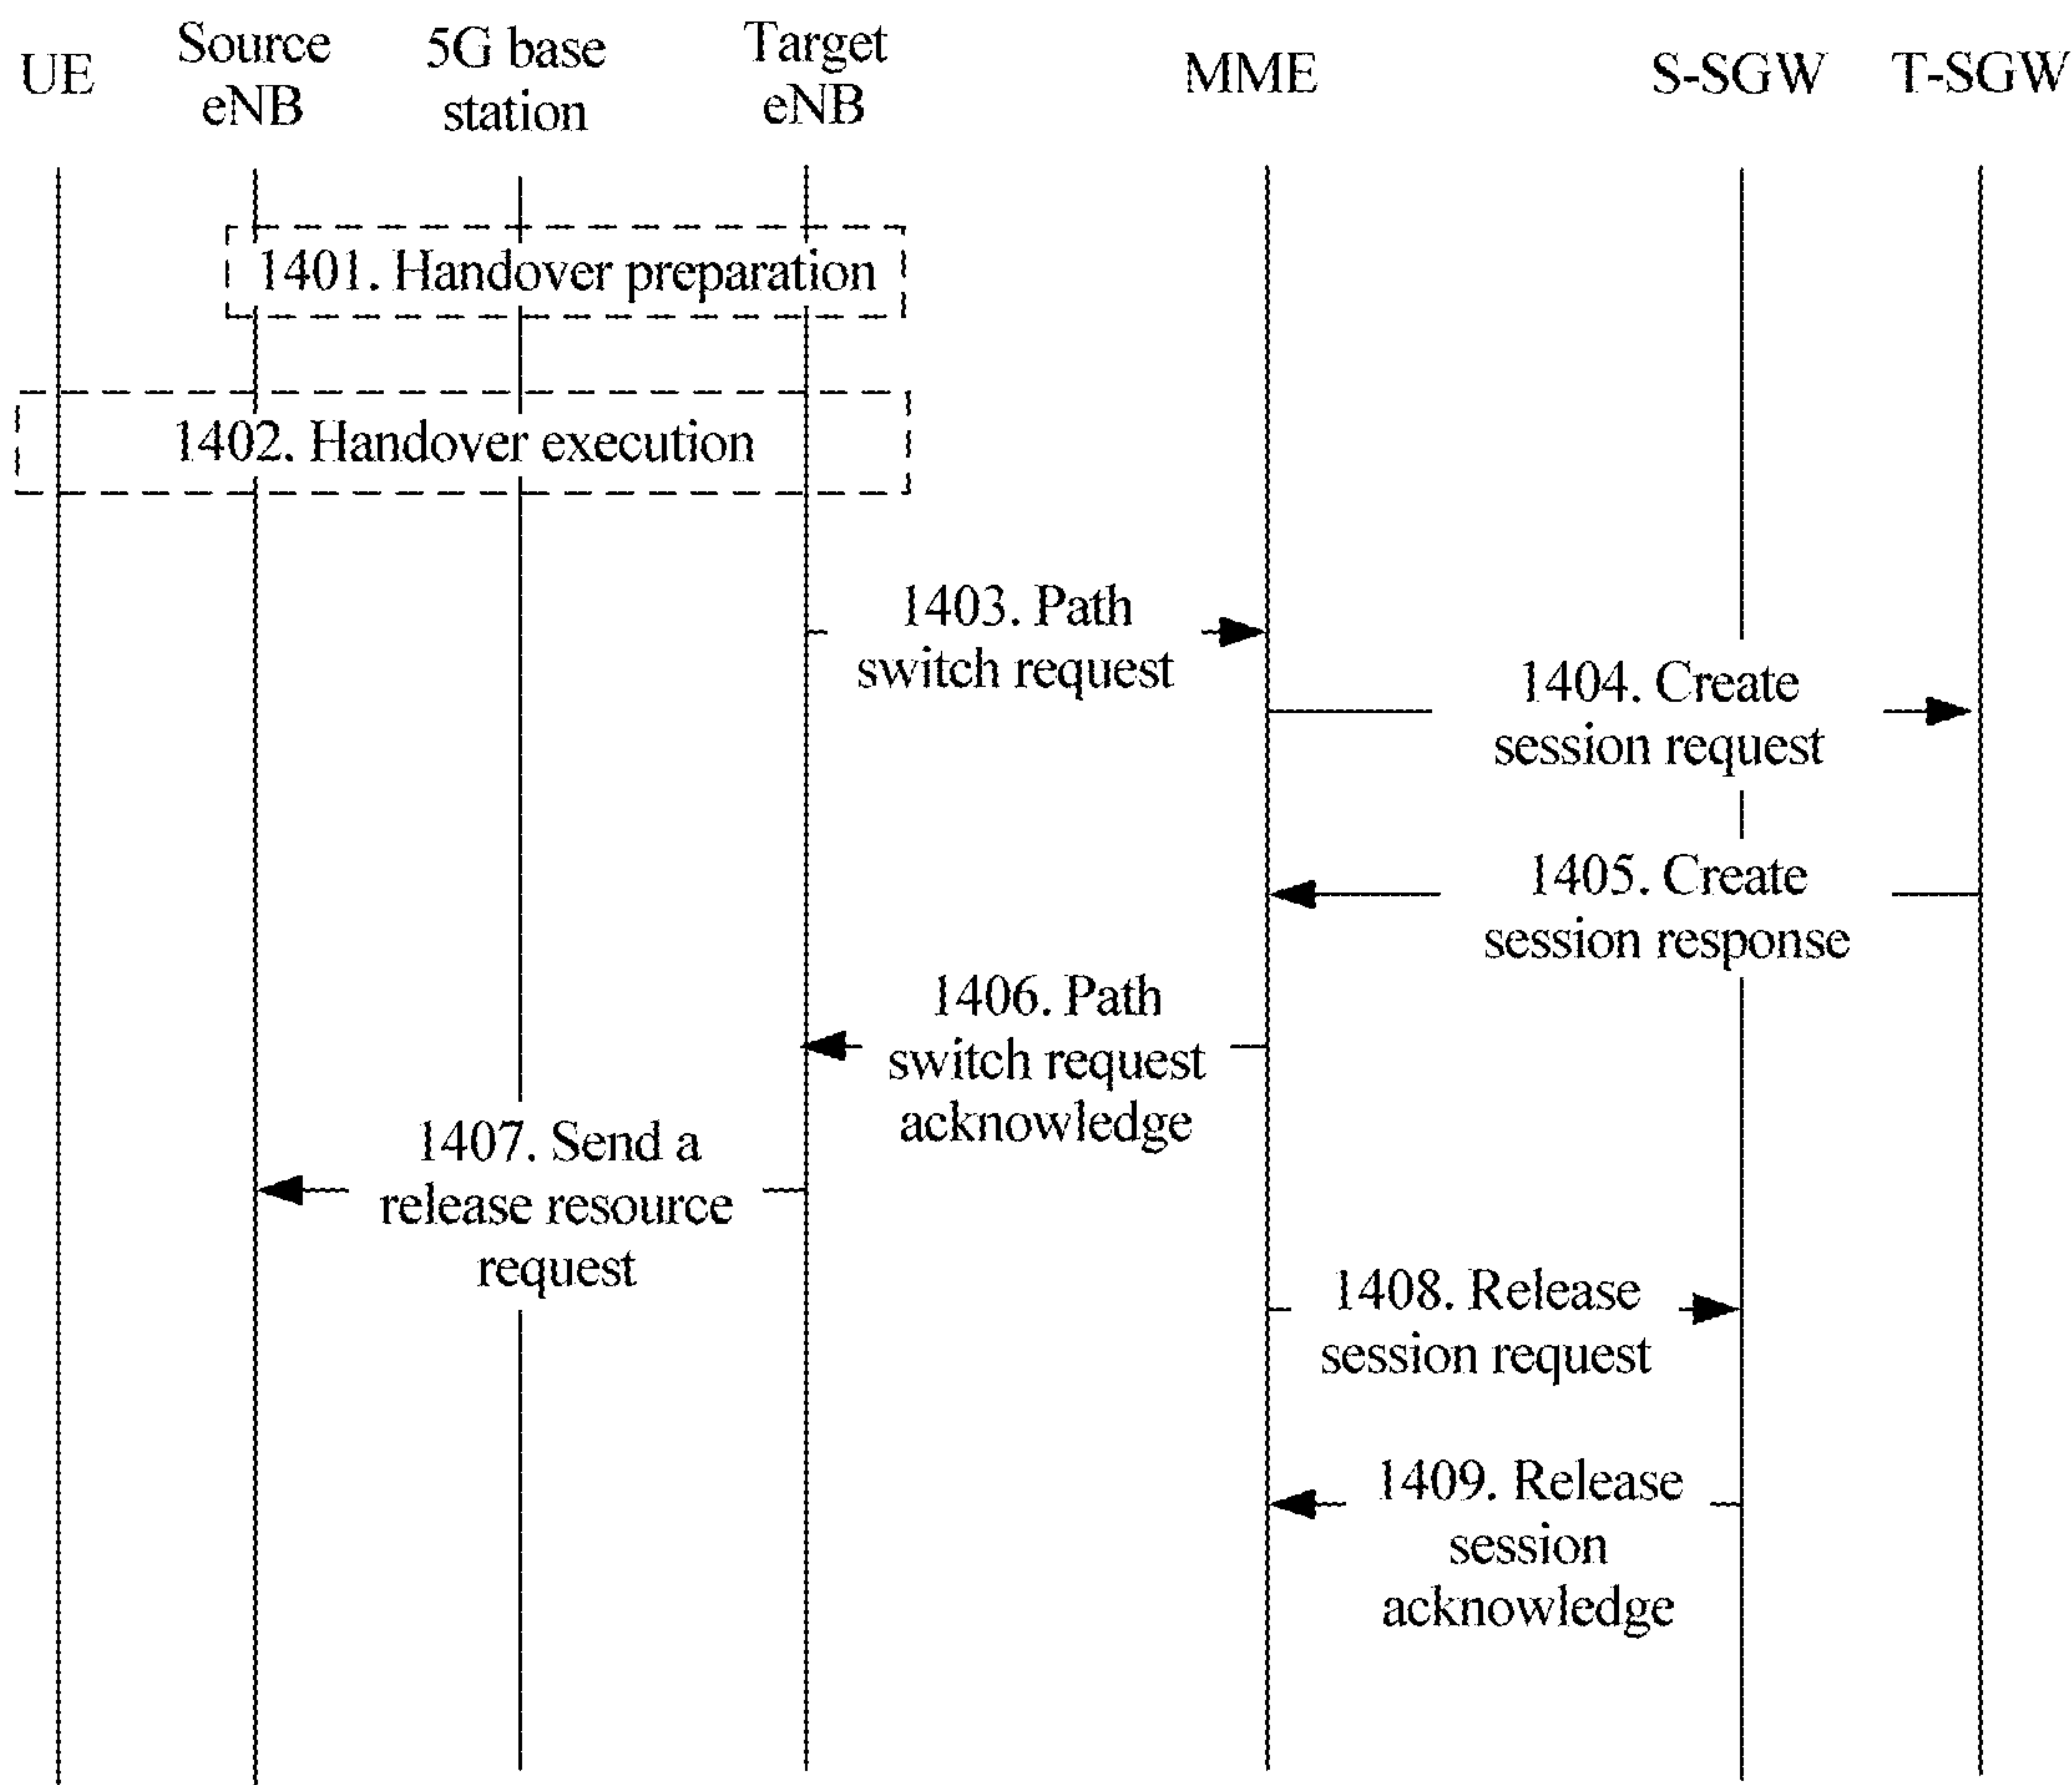 UE
Source
eNB
5G base
station
Target
eNB
MME
S-SGW
T-SGW
1401. Handover preparation
1402. Handover execution
1403. Path
switch request
1404. Create
session request
1405. Create
session response
1406. Path
switch request
acknowledge
1407. Send a
release resource
request
1408. Release
session request
1409. Release
session
acknowledge